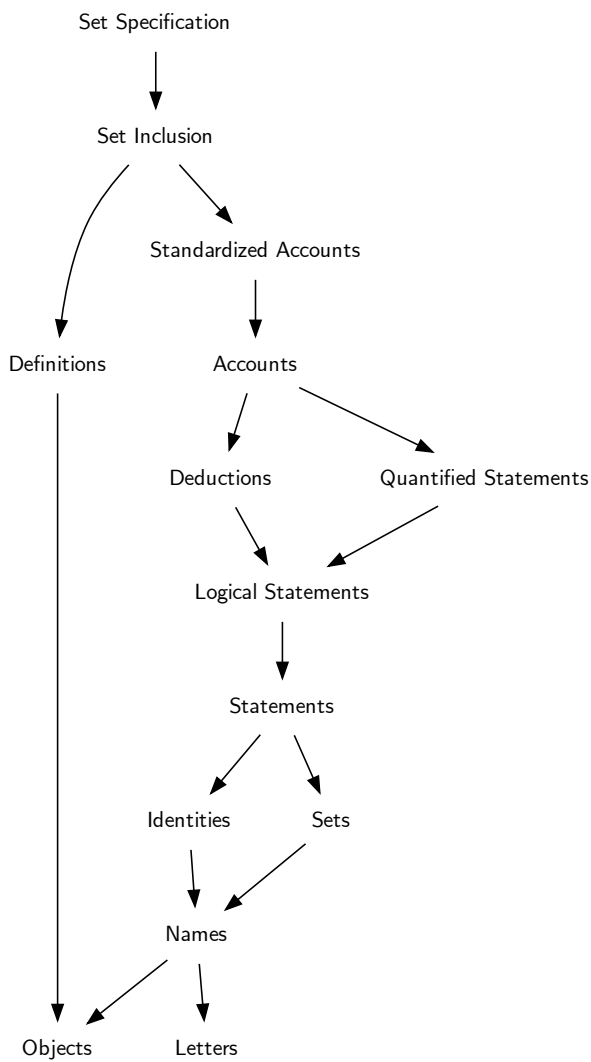 Set Specification
Set Inclusion
Standardized Accounts
Definitions
Accounts
Deductions
Quantified Statements
Logical Statements
Statements
Identities
Sets
Names
Objects
Letters